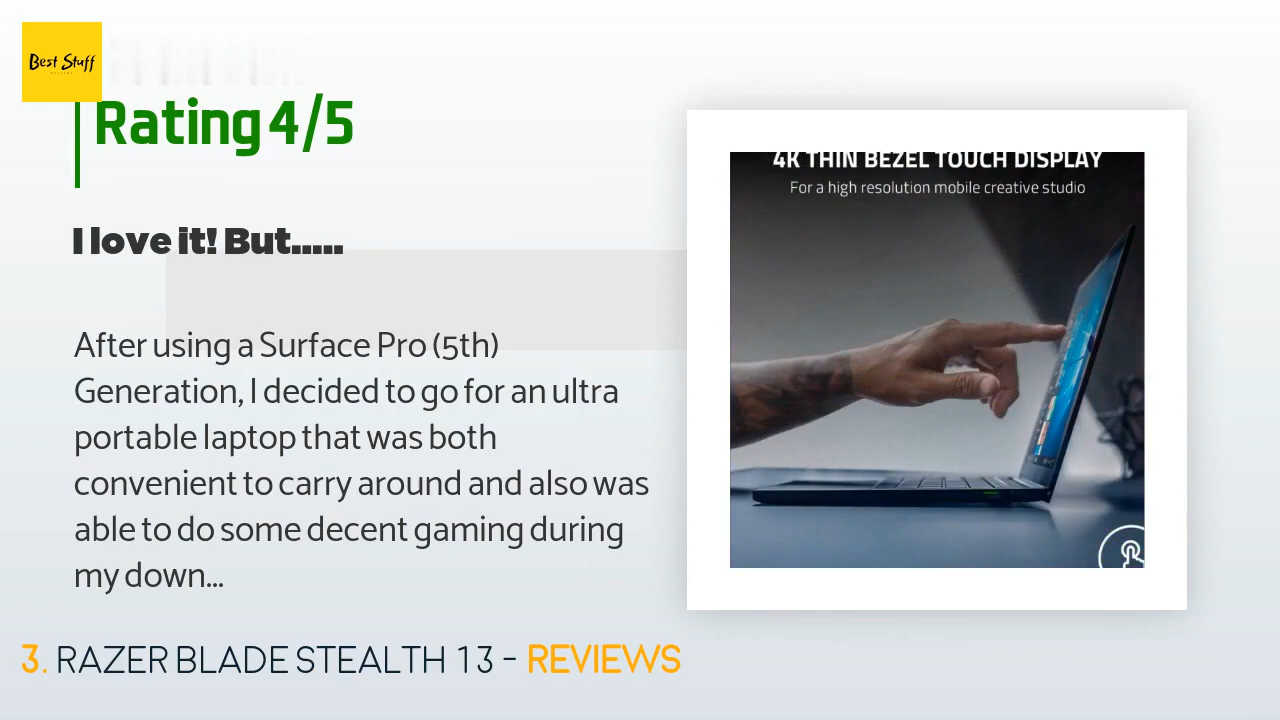 Best Stuff
Rating 4/5
I love it! But.....
After using a Surface Pro (5th)
Generation, I decided to go for an ultra
portable laptop that was both
convenient to carry around and also was
able to do some decent gaming during
my down...
4K THIN BEZEL TOUCH DISPLAY
For a high resolution mobile creative studio
3. RAZER BLADE STEALTH 13 - REVIEWS